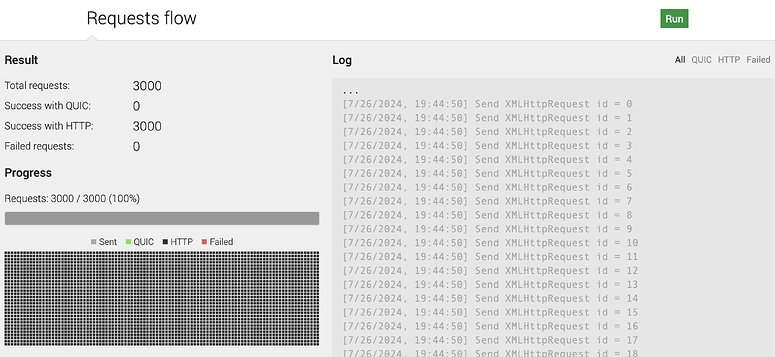 Requests flow
Run
Result
Total requests: 3000
Success with QUIC: 0
Success with HTTP: 3000
Failed requests: 0
Progress
Requests: 3000 / 3000 (100%)
Sent QUIC HTTP Failed
Log
All QUIC HTTP Failed
...
[7/26/2024, 19:44:50] Send XMLHttpRequest id = 0
[7/26/2024, 19:44:50] Send XMLHttpRequest id = 1
[7/26/2024, 19:44:50] Send XMLHttpRequest id = 2
[7/26/2024, 19:44:50] Send XMLHttpRequest id = 3
[7/26/2024, 19:44:50] Send XMLHttpRequest id = 4
[7/26/2024, 19:44:50] Send XMLHttpRequest id = 5
[7/26/2024, 19:44:50] Send XMLHttpRequest id = 6
[7/26/2024, 19:44:50] Send XMLHttpRequest id = 7
[7/26/2024, 19:44:50] Send XMLHttpRequest id = 8
[7/26/2024, 19:44:50] Send XMLHttpRequest id = 9
[7/26/2024, 19:44:50] Send XMLHttpRequest id = 10
[7/26/2024, 19:44:50] Send XMLHttpRequest id = 11
[7/26/2024, 19:44:50] Send XMLHttpRequest id = 12
[7/26/2024, 19:44:50] Send XMLHttpRequest id = 13
[7/26/2024, 19:44:50] Send XMLHttpRequest id = 14
[7/26/2024, 19:44:50] Send XMLHttpRequest id = 15
[7/26/2024, 19:44:50] Send XMLHttpRequest id = 16
[7/26/2024, 19:44:50] Send XMLHttpRequest id = 17
[7/26/2024, 19:44:50] Send XMLHttpRequest id = 18